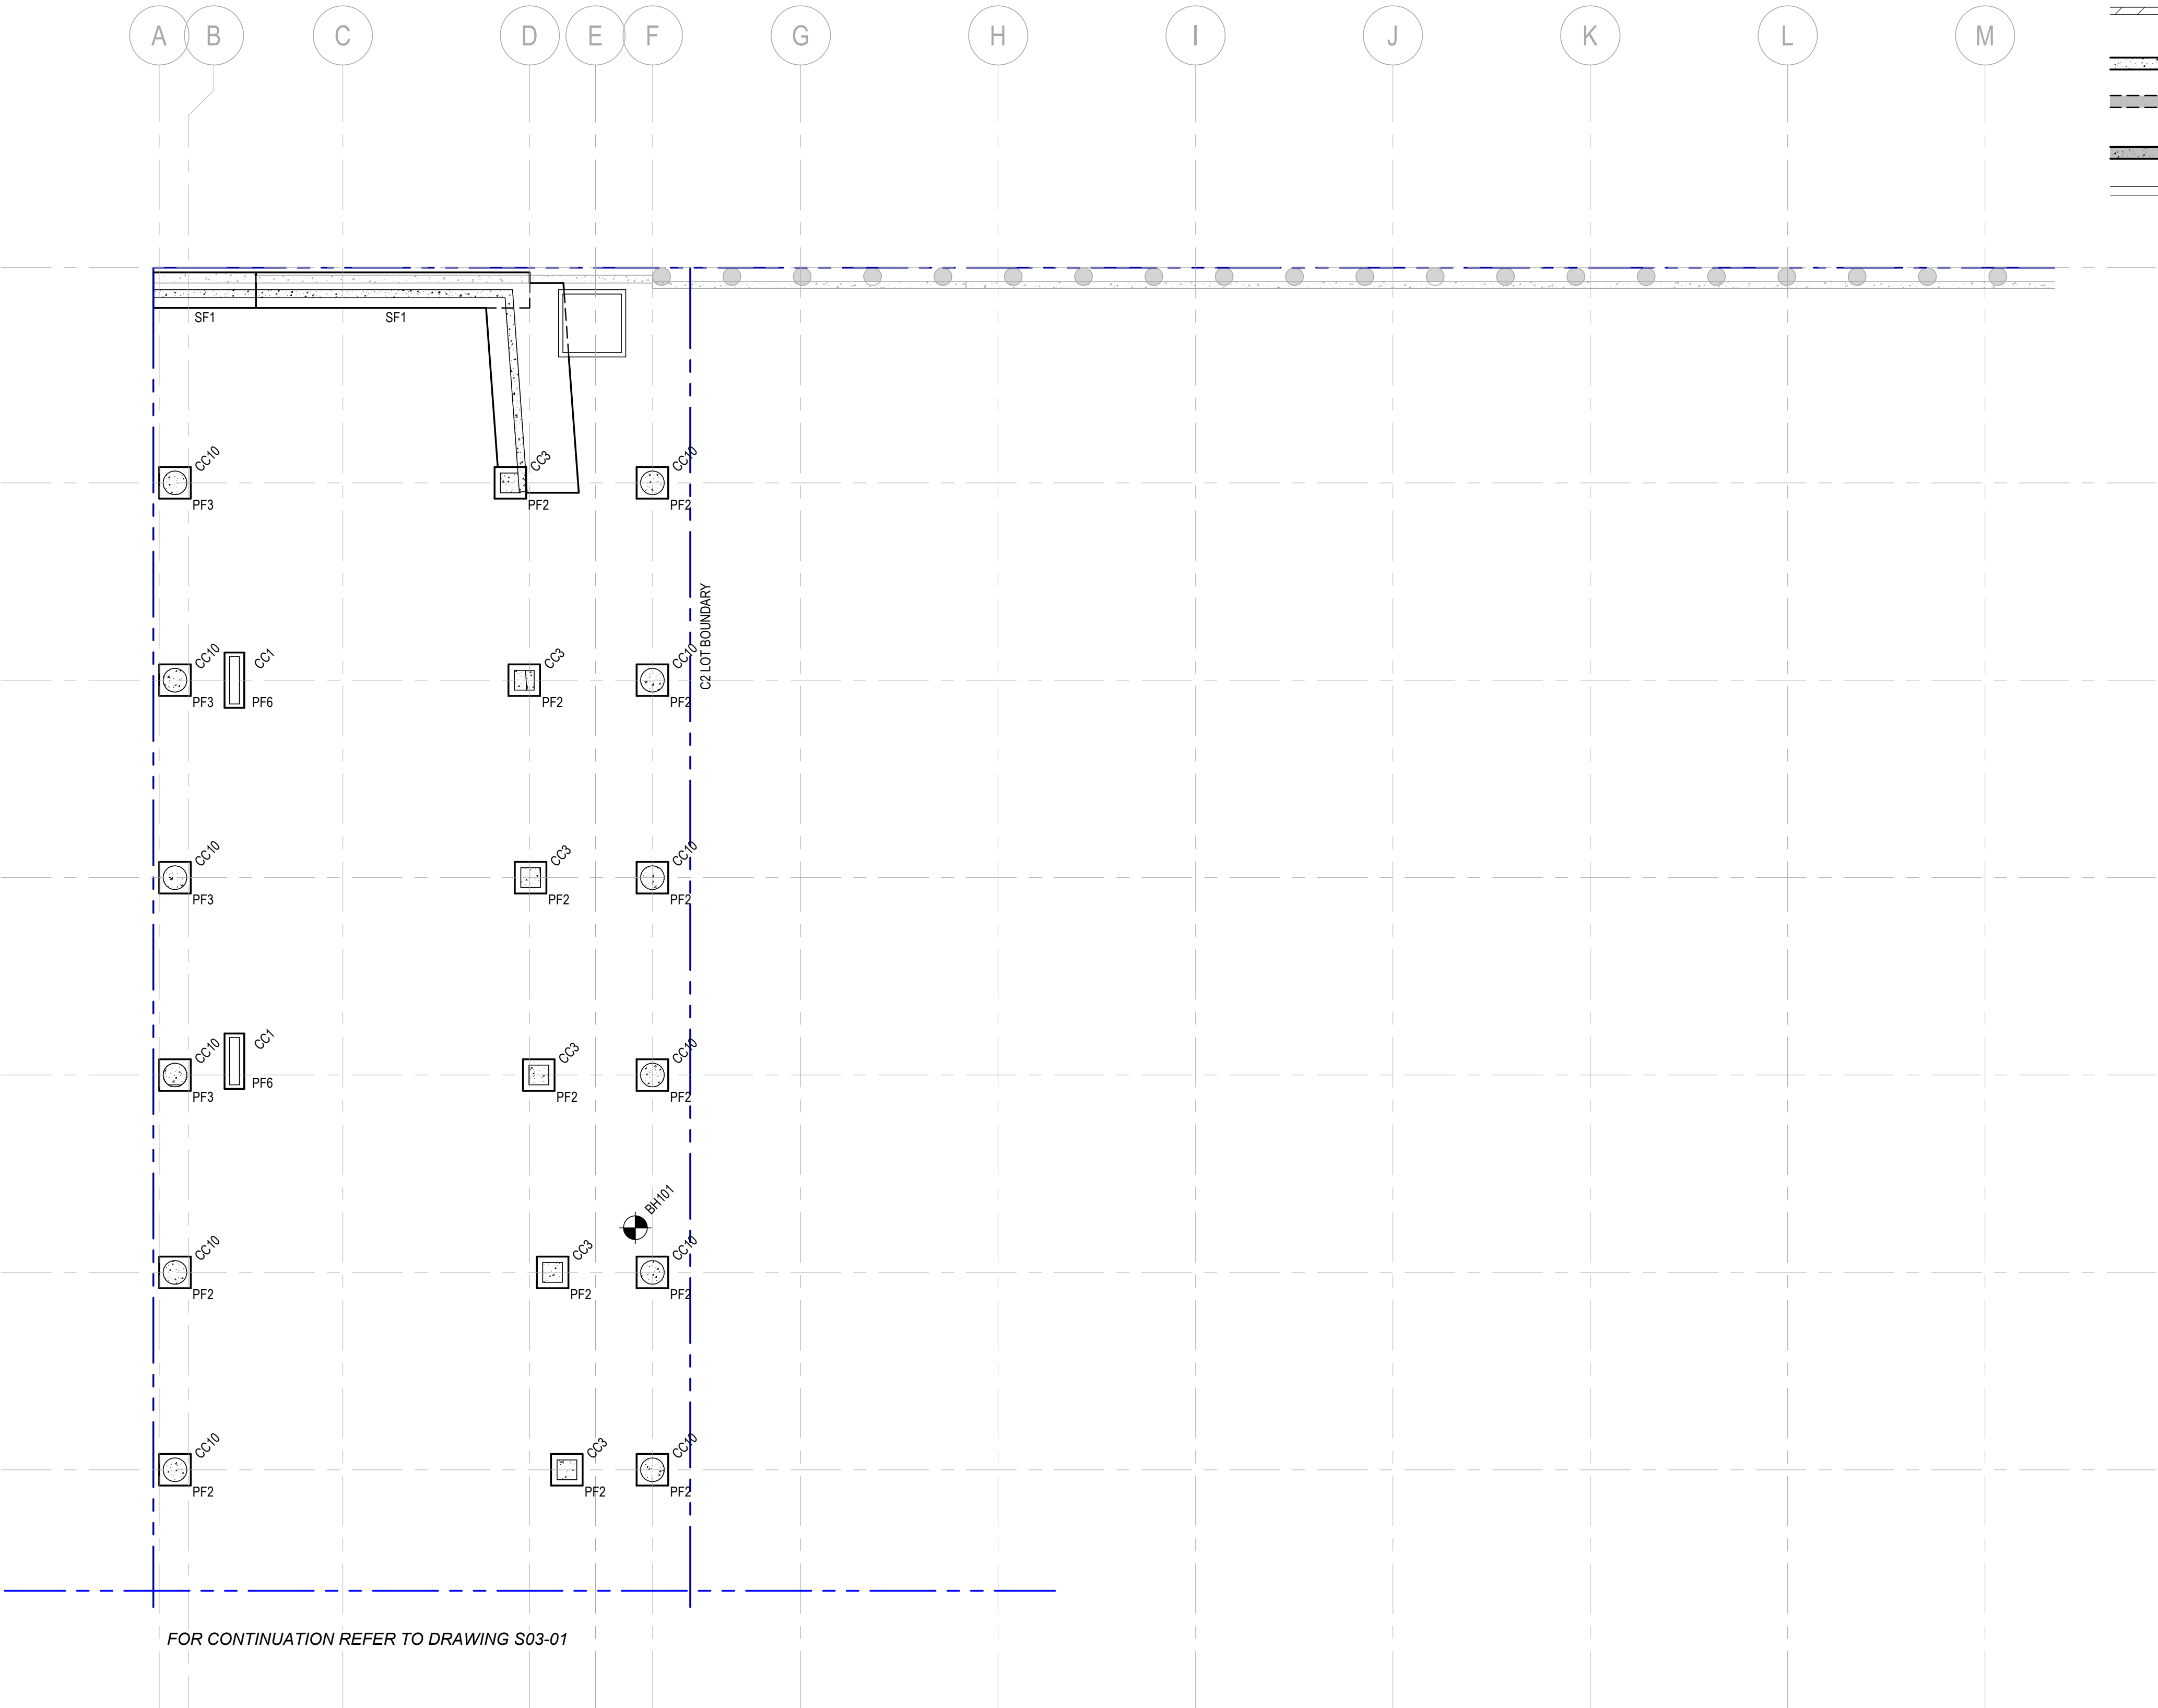 A B C D E F G H I J K L M
SF1 SF1
CC10 CC3 CC10
PF3 PF2 PF2
C2 LOT BOUNDARY
CC10 CC1 CC3 CC10
PF3 PF6 PF2 PF2
CC10 CC3 CC10
PF3 PF2 PF2
CC10 CC1 CC3 CC10
PF3 PF6 PF2 PF2
BH101
CC10 CC3 CC10
PF2 PF2 PF2
CC10 CC3 CC10
PF2 PF2 PF2
FOR CONTINUATION REFER TO DRAWING S03-01